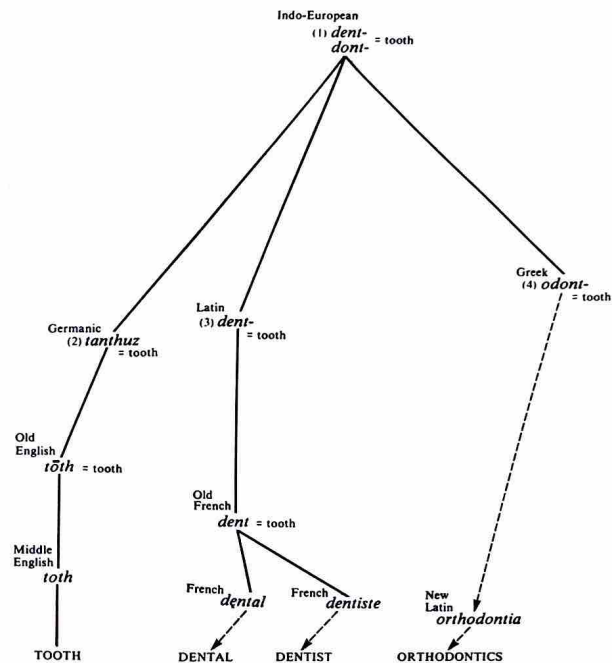 Indo-European
(1) dent-
dont- = tooth
Greek
(4) odont-
= tooth
Latin
(3) dent-
= tooth
Germanic
(2) tanthuz
= tooth
Old
English
tōth = tooth
Old
French
dent = tooth
Middle
English
toth
French dental
French dentiste
New
Latin
orthodontia
TOOTH
DENTAL
DENTIST
ORTHODONTICS